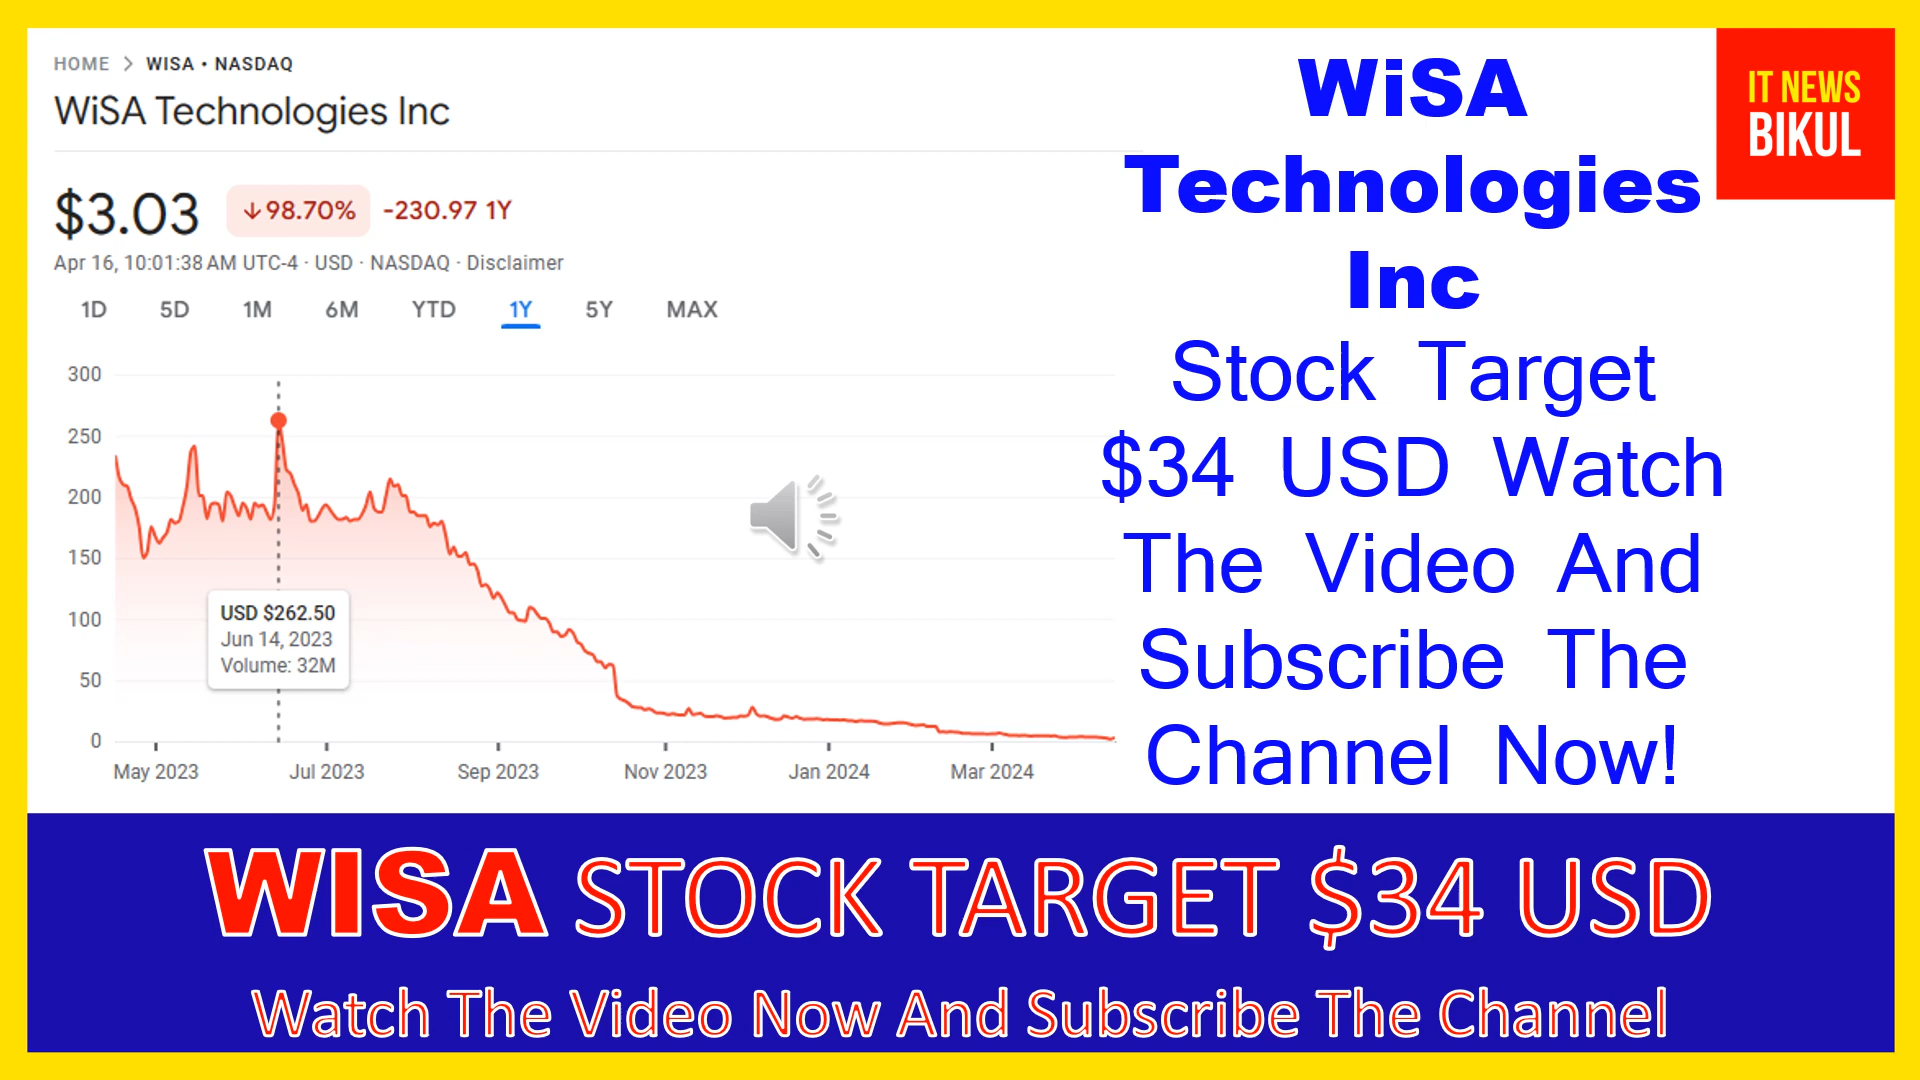 HOME > WISA • NASDAQ
WiSA Technologies Inc
$3.03 ↓98.70% -230.97 1Y
Apr 16, 10:01:38 AM UTC-4 · USD · NASDAQ · Disclaimer
1D 5D 1M 6M YTD 1Y 5Y MAX
300
250
200
150
100
50
0
USD $262.50
Jun 14, 2023
Volume: 32M
May 2023 Jul 2023 Sep 2023 Nov 2023 Jan 2024 Mar 2024
WiSA
Technologies
Inc
Stock Target
$34 USD Watch
The Video And
Subscribe The
Channel Now!
IT NEWS
BIKUL
WISA STOCK TARGET $34 USD
Watch The Video Now And Subscribe The Channel